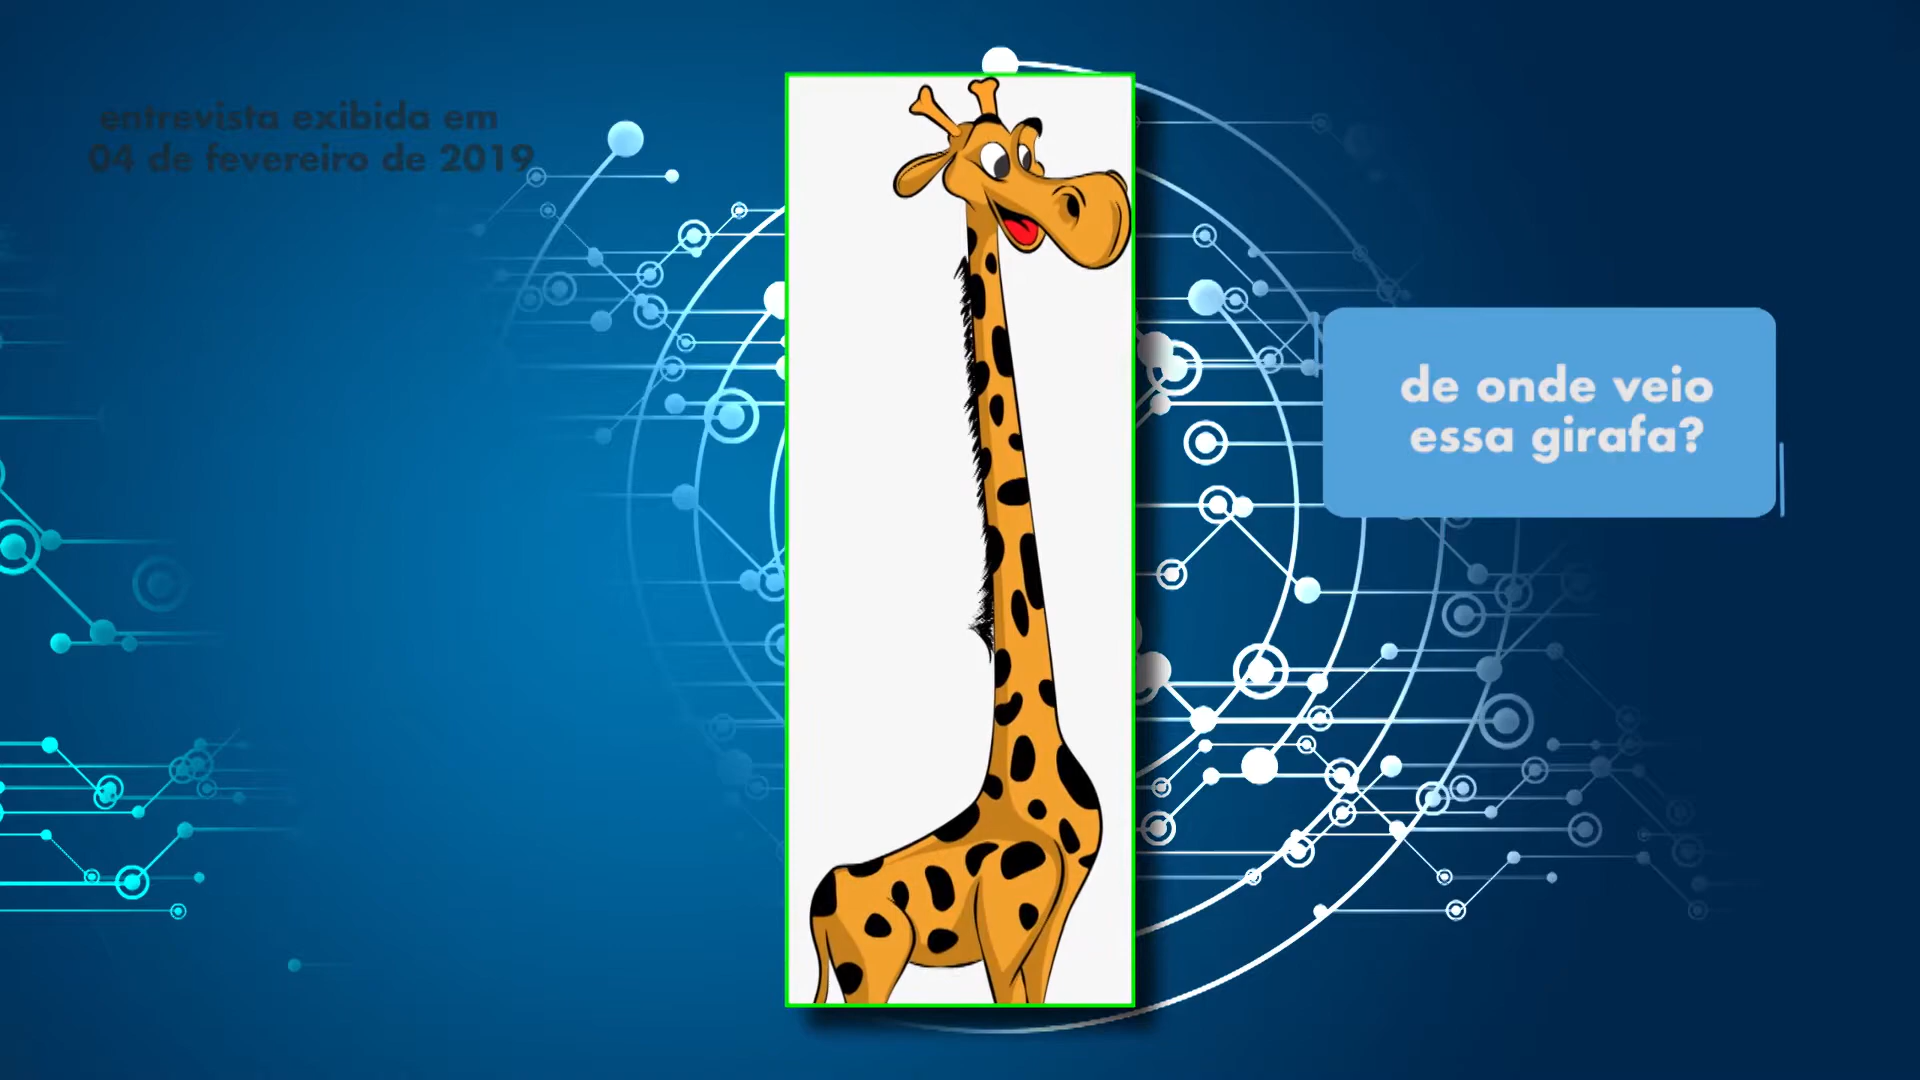 entrevista exibida em
04 de fevereiro de 2019
de onde veio
essa girafa?